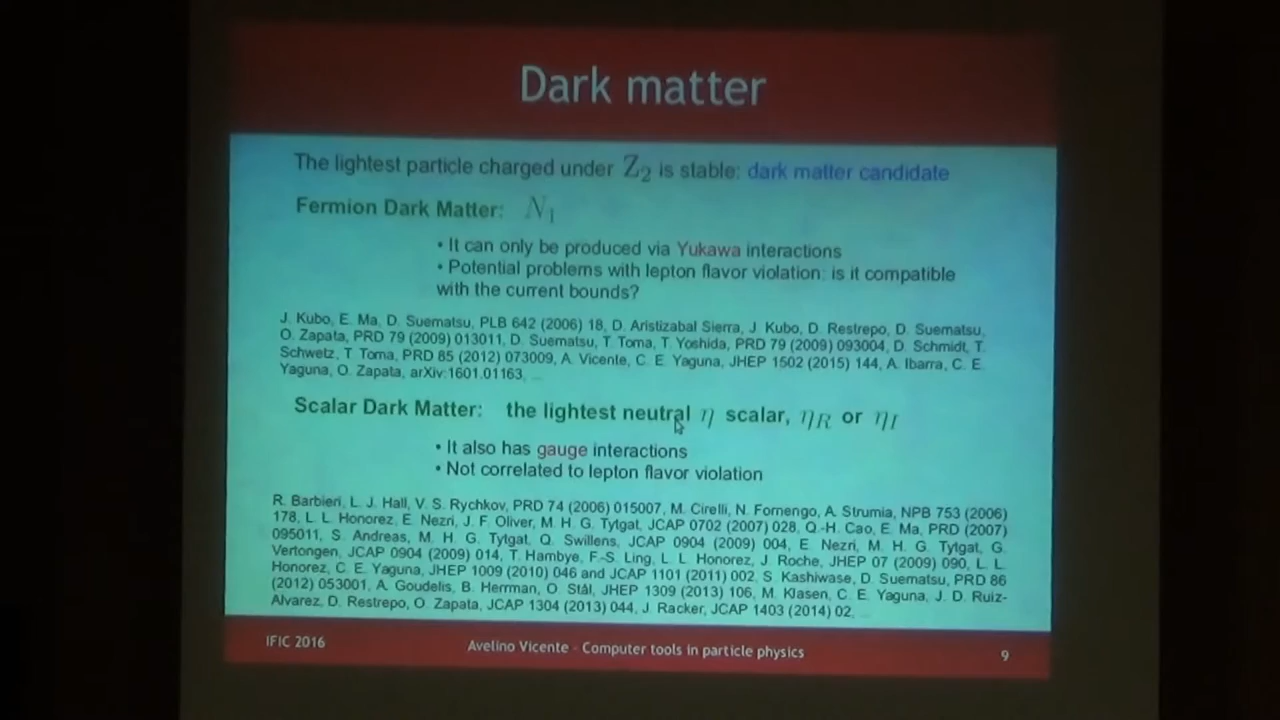 Dark matter
The lightest particle charged under Z₂ is stable: dark matter candidate
Fermion Dark Matter: N₁
• It can only be produced via Yukawa interactions
• Potential problems with lepton flavor violation: is it compatible
with the current bounds?
J. Kubo, E. Ma, D. Suematsu, PLB 642 (2006) 18, D. Aristizabal Sierra, J. Kubo, D. Restrepo, D. Suematsu,
O. Zapata, PRD 79 (2009) 013011, D. Suematsu, T. Toma, T. Yoshida, PRD 79 (2009) 093004, D. Schmidt, T.
Schwetz, T. Toma, PRD 85 (2012) 073009, A. Vicente, C. E. Yaguna, JHEP 1502 (2015) 144, A. Ibarra, C. E.
Yaguna, O. Zapata, arXiv:1601.01163, ...
Scalar Dark Matter: the lightest neutral η scalar, η_R or η_I
• It also has gauge interactions
• Not correlated to lepton flavor violation
R. Barbieri, L. J. Hall, V. S. Rychkov, PRD 74 (2006) 015007, M. Cirelli, N. Fornengo, A. Strumia, NPB 753 (2006)
178, L. L. Honorez, E. Nezri, J. F. Oliver, M. H. G. Tytgat, JCAP 0702 (2007) 028, Q.-H. Cao, E. Ma, PRD (2007)
095011, S. Andreas, M. H. G. Tytgat, Q. Swillens, JCAP 0904 (2009) 004, E. Nezri, M. H. G. Tytgat, G.
Vertongen, JCAP 0904 (2009) 014, T. Hambye, F.-S. Ling, L. L. Honorez, J. Roche, JHEP 07 (2009) 090, L. L.
Honorez, C. E. Yaguna, JHEP 1009 (2010) 046 and JCAP 1101 (2011) 002, S. Kashiwase, D. Suematsu, PRD 86
(2012) 053001, A. Goudelis, B. Herrman, O. Stål, JHEP 1309 (2013) 106, M. Klasen, C. E. Yaguna, J. D. Ruiz-
Alvarez, D. Restrepo, O. Zapata, JCAP 1304 (2013) 044, J. Racker, JCAP 1403 (2014) 02, ...
IFIC 2016
Avelino Vicente - Computer tools in particle physics
9